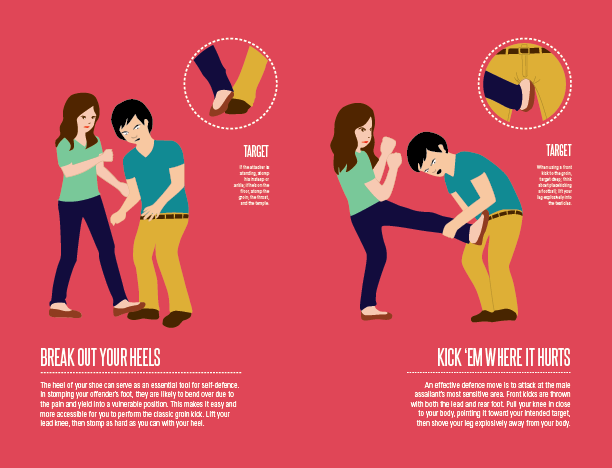 TARGET
If the attacker is
standing, stomp
his instep or
ankle; if he's on the
floor, stomp the
groin, the throat,
and the temple.
BREAK OUT YOUR HEELS
The heel of your shoe can serve as an essential tool for self-defence.
In stomping your offender's foot, they are likely to bend over due to
the pain and yield into a vulnerable position. This makes it easy and
more accessible for you to perform the classic groin kick. Lift your
lead knee, then stomp as hard as you can with your heel.
TARGET
When using a front
kick to the groin,
target deep; think
about placekicking
a football, lift your
leg explosively into
the testicles.
KICK 'EM WHERE IT HURTS
An effective defence move is to attack at the male
assailant's most sensitive area. Front kicks are thrown
with both the lead and rear foot. Pull your knee in close
to your body, pointing it toward your intended target,
then shove your leg explosively away from your body.